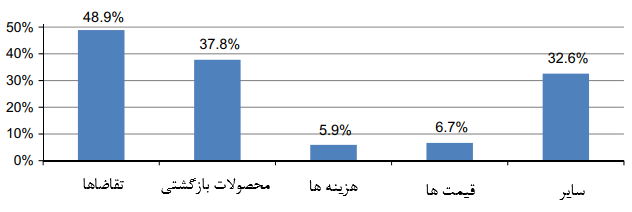 50%
48.9%
40%
37.8%
32.6%
30%
20%
10%
5.9%
6.7%
0%
تقاضاها
محصولات بازگشتی
هزینه ها
قیمت ها
سایر